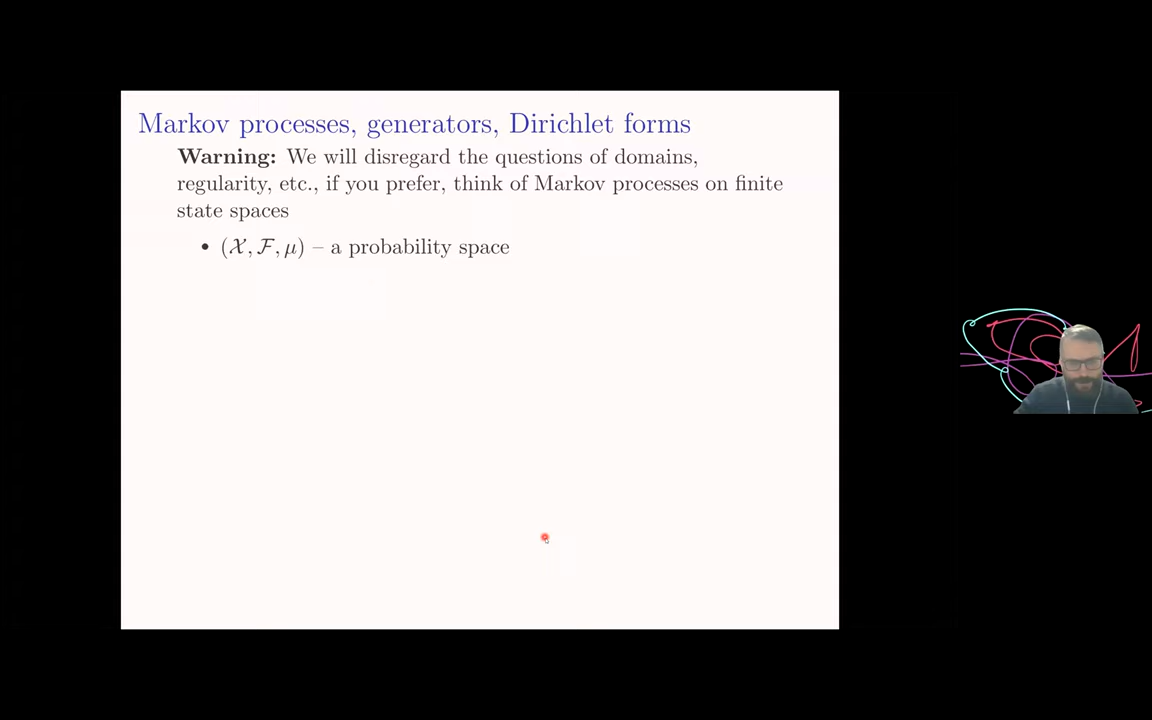 Markov processes, generators, Dirichlet forms
Warning: We will disregard the questions of domains,
regularity, etc., if you prefer, think of Markov processes on finite
state spaces
• (𝒳, ℱ, μ) – a probability space